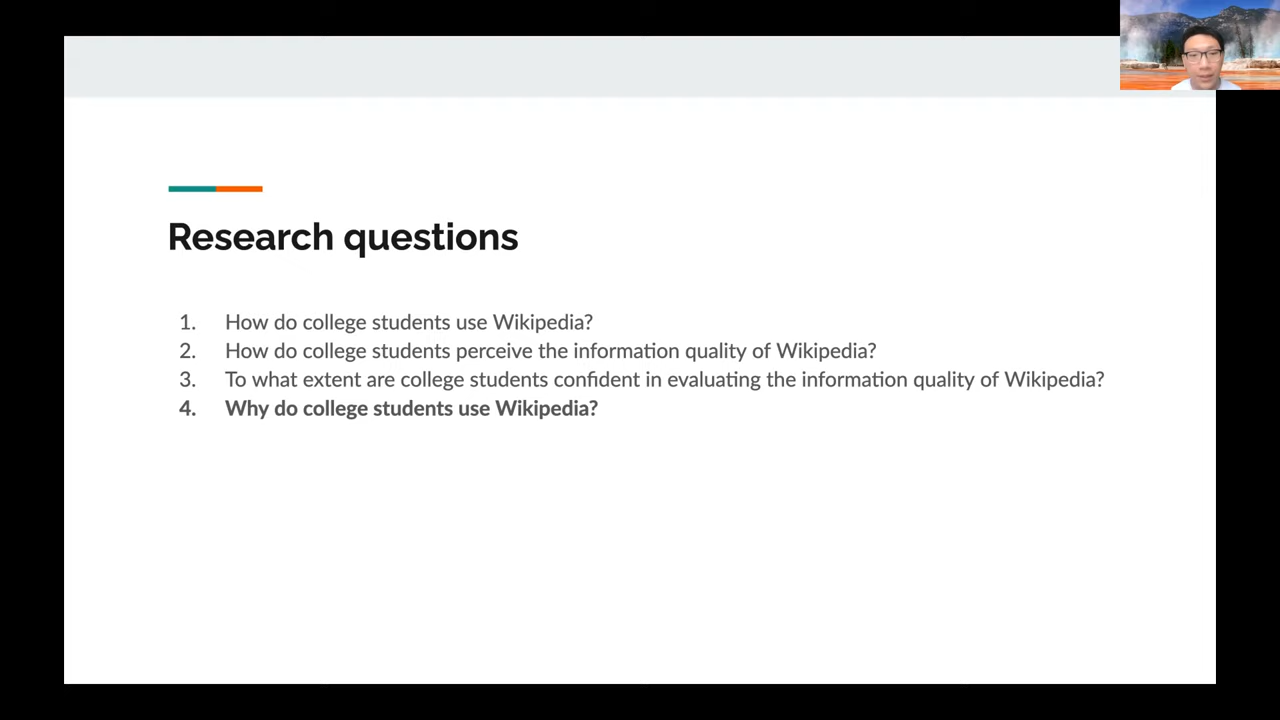 Research questions
1. How do college students use Wikipedia?
2. How do college students perceive the information quality of Wikipedia?
3. To what extent are college students confident in evaluating the information quality of Wikipedia?
4. Why do college students use Wikipedia?